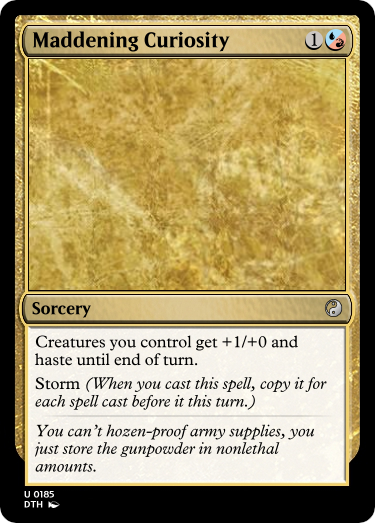 Maddening Curiosity 1
Sorcery
Creatures you control get +1/+0 and
haste until end of turn.
Storm (When you cast this spell, copy it for
each spell cast before it this turn.)
You can't hozen-proof army supplies, you
just store the gunpowder in nonlethal
amounts.
U 0185
DTH